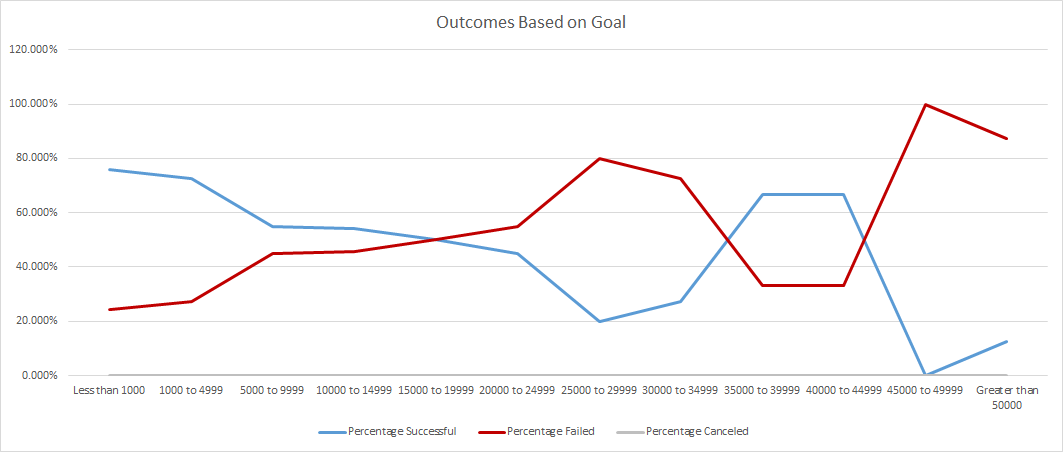 Outcomes Based on Goal
120.000%
100.000%
80.000%
60.000%
40.000%
20.000%
0.000%
Less than 1000 1000 to 4999 5000 to 9999 10000 to 14999 15000 to 19999 20000 to 24999 25000 to 29999 30000 to 34999 35000 to 39999 40000 to 44999 45000 to 49999 Greater than
50000
Percentage Successful Percentage Failed Percentage Canceled